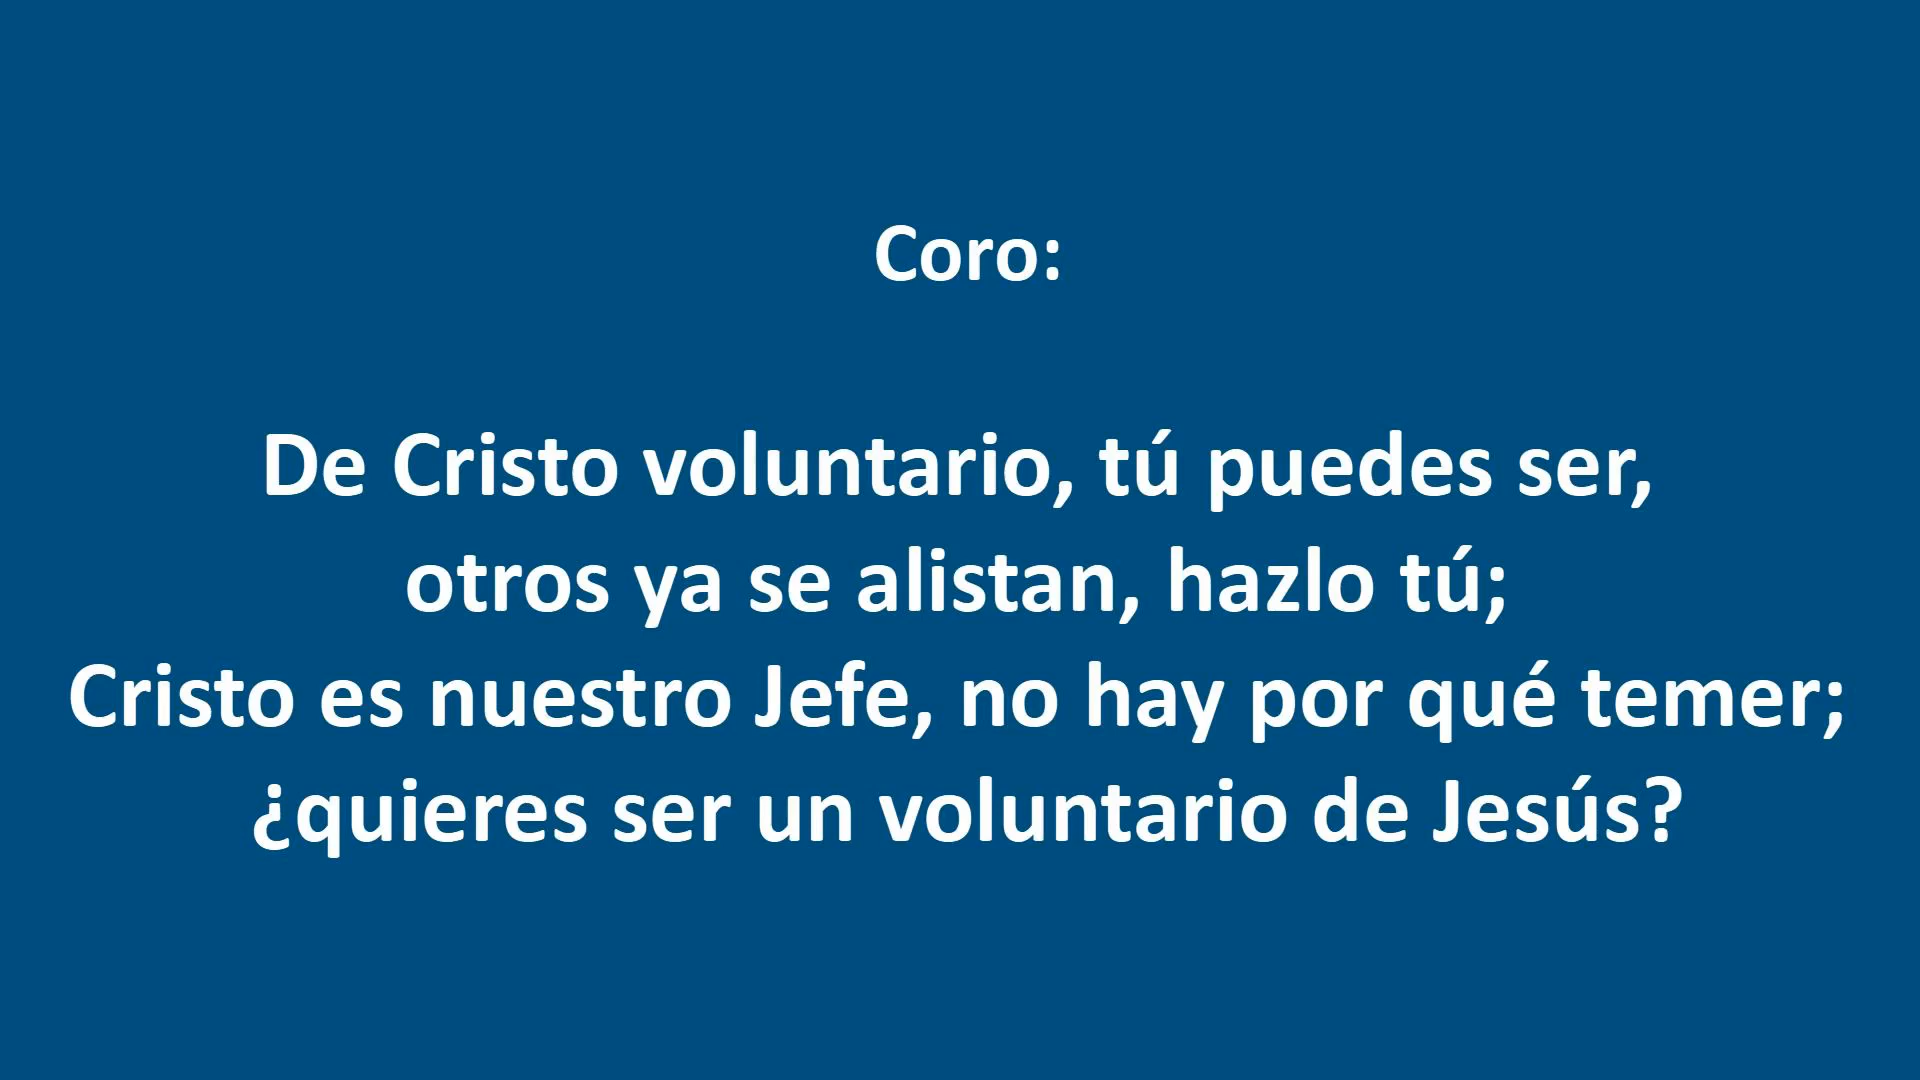 Coro:
De Cristo voluntario, tú puedes ser,
otros ya se alistan, hazlo tú;
Cristo es nuestro Jefe, no hay por qué temer;
¿quieres ser un voluntario de Jesús?